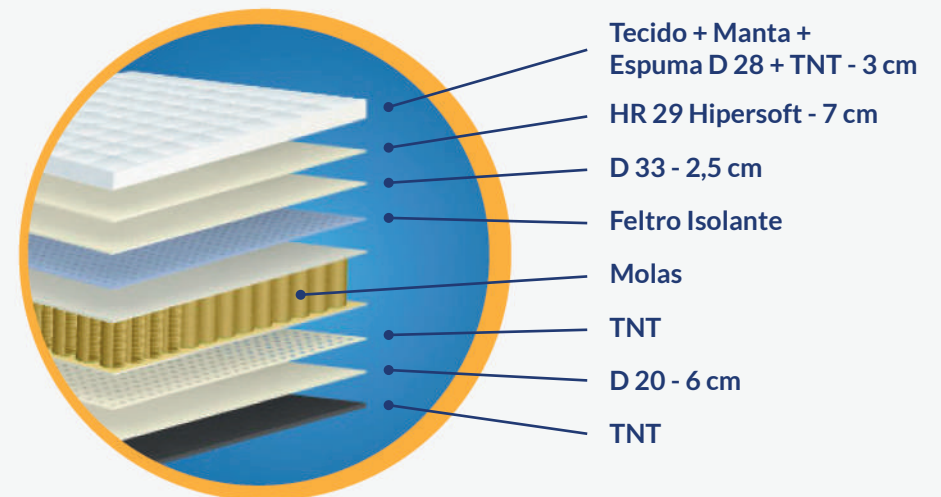 Tecido + Manta +
Espuma D 28 + TNT - 3 cm
HR 29 Hipersoft - 7 cm
D 33 - 2,5 cm
Feltro Isolante
Molas
TNT
D 20 - 6 cm
TNT